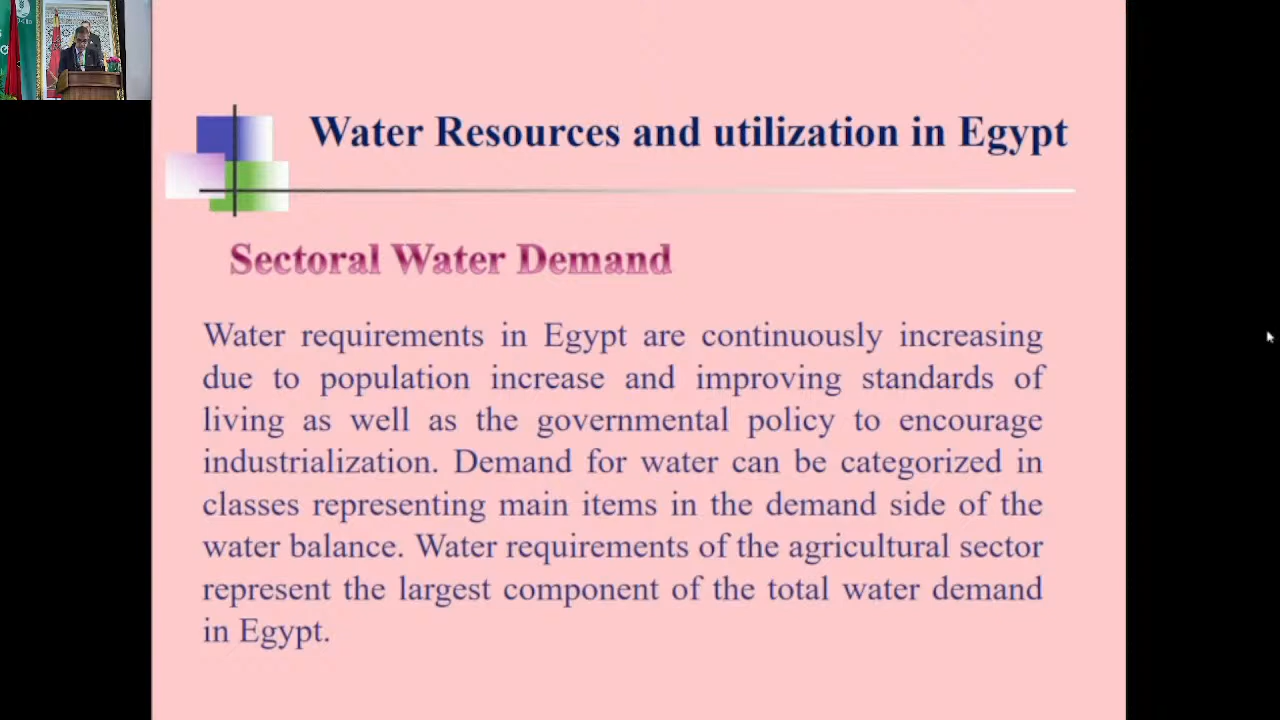 Water Resources and utilization in Egypt
Sectoral Water Demand
Water requirements in Egypt are continuously increasing
due to population increase and improving standards of
living as well as the governmental policy to encourage
industrialization. Demand for water can be categorized in
classes representing main items in the demand side of the
water balance. Water requirements of the agricultural sector
represent the largest component of the total water demand
in Egypt.